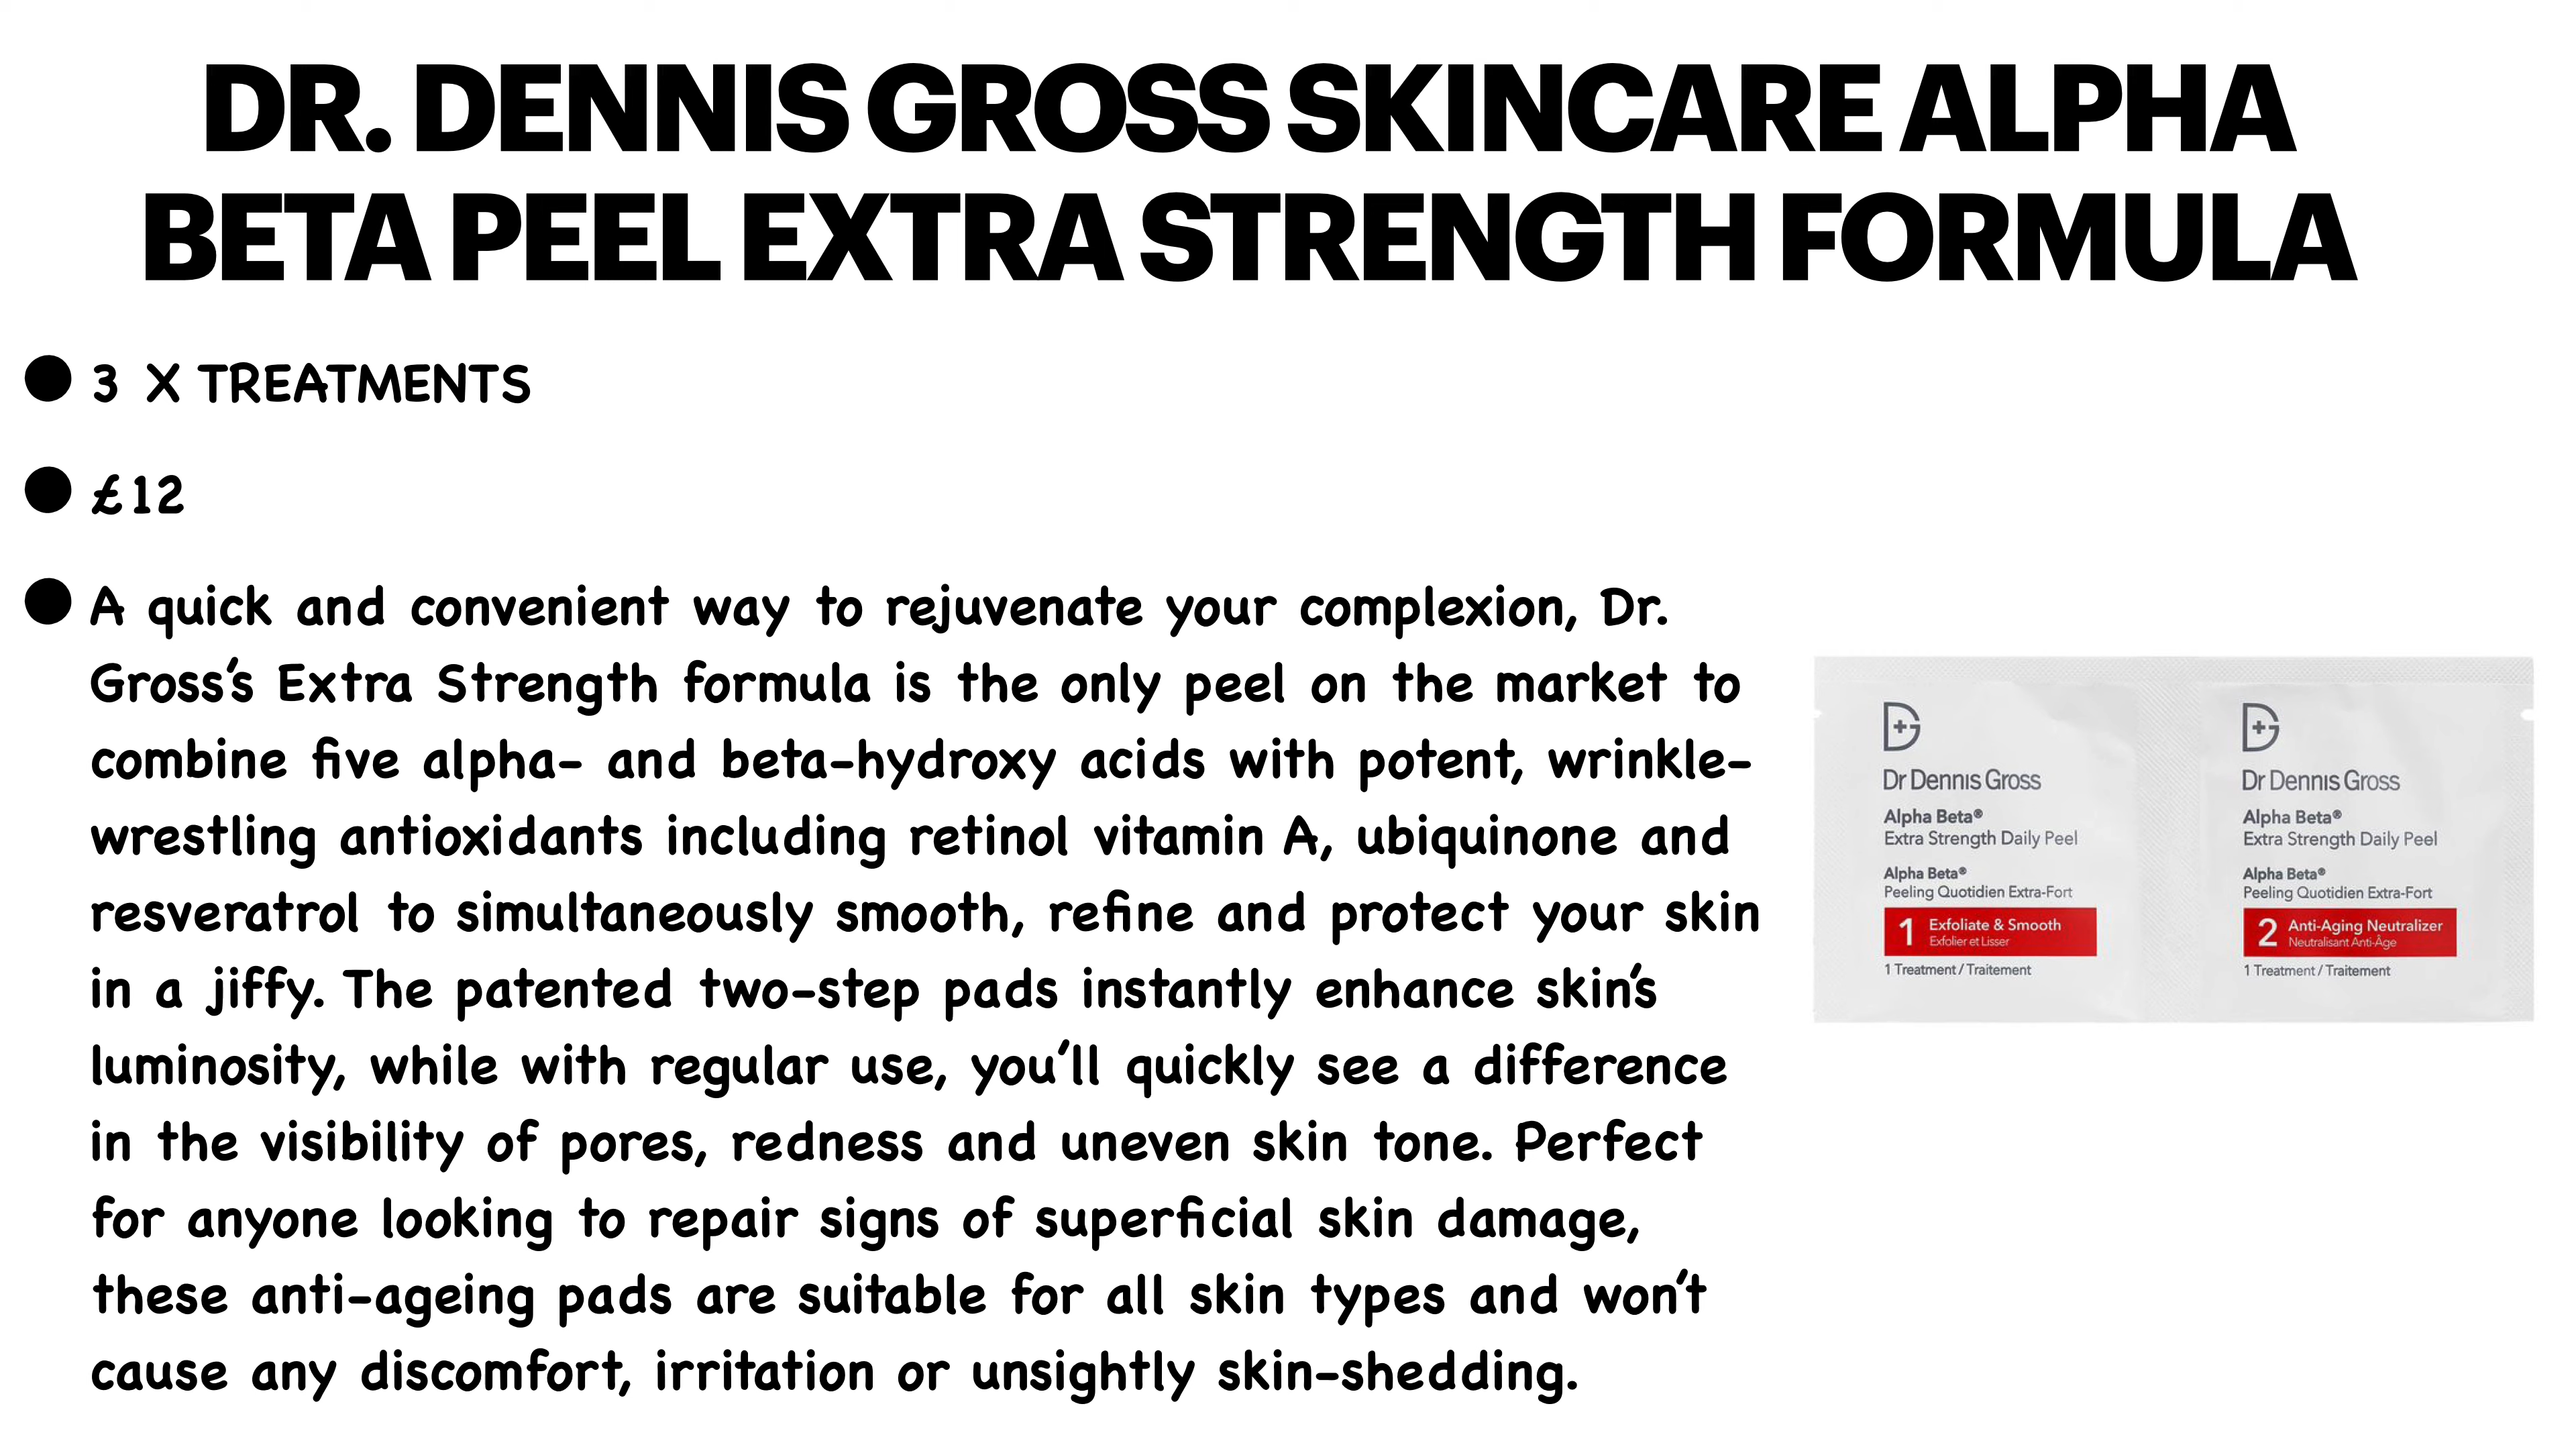 DR. DENNIS GROSS SKINCARE ALPHA
BETA PEEL EXTRA STRENGTH FORMULA
● 3 X TREATMENTS
● £12
● A quick and convenient way to rejuvenate your complexion, Dr.
Gross's Extra Strength formula is the only peel on the market to
combine five alpha- and beta-hydroxy acids with potent, wrinkle-
wrestling antioxidants including retinol vitamin A, ubiquinone and
resveratrol to simultaneously smooth, refine and protect your skin
in a jiffy. The patented two-step pads instantly enhance skin's
luminosity, while with regular use, you'll quickly see a difference
in the visibility of pores, redness and uneven skin tone. Perfect
for anyone looking to repair signs of superficial skin damage,
these anti-ageing pads are suitable for all skin types and won't
cause any discomfort, irritation or unsightly skin-shedding.
Dr Dennis Gross
Alpha Beta®
Extra Strength Daily Peel
Alpha Beta®
Peeling Quotidien Extra-Fort
1 Exfoliate & Smooth
Exfolier et Lisser
1 Treatment / Traitement
Dr Dennis Gross
Alpha Beta®
Extra Strength Daily Peel
Alpha Beta®
Peeling Quotidien Extra-Fort
2 Anti-Aging Neutralizer
Neutralisant Anti-Âge
1 Treatment / Traitement